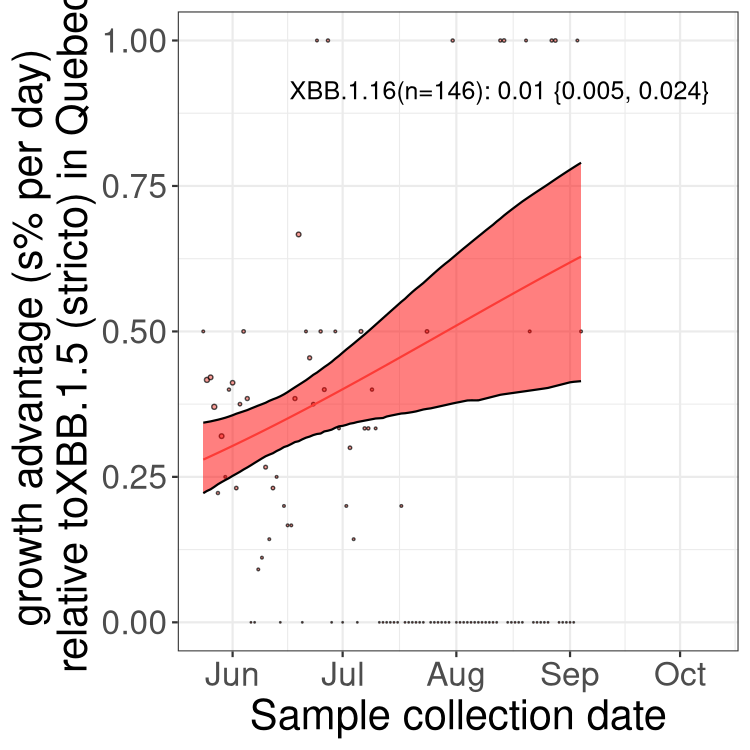 growth advantage (s% per day)
relative toXBB.1.5 (stricto) in Quebec
1.00
0.75
0.50
0.25
0.00
XBB.1.16(n=146): 0.01 {0.005, 0.024}
Jun Jul Aug Sep Oct
Sample collection date